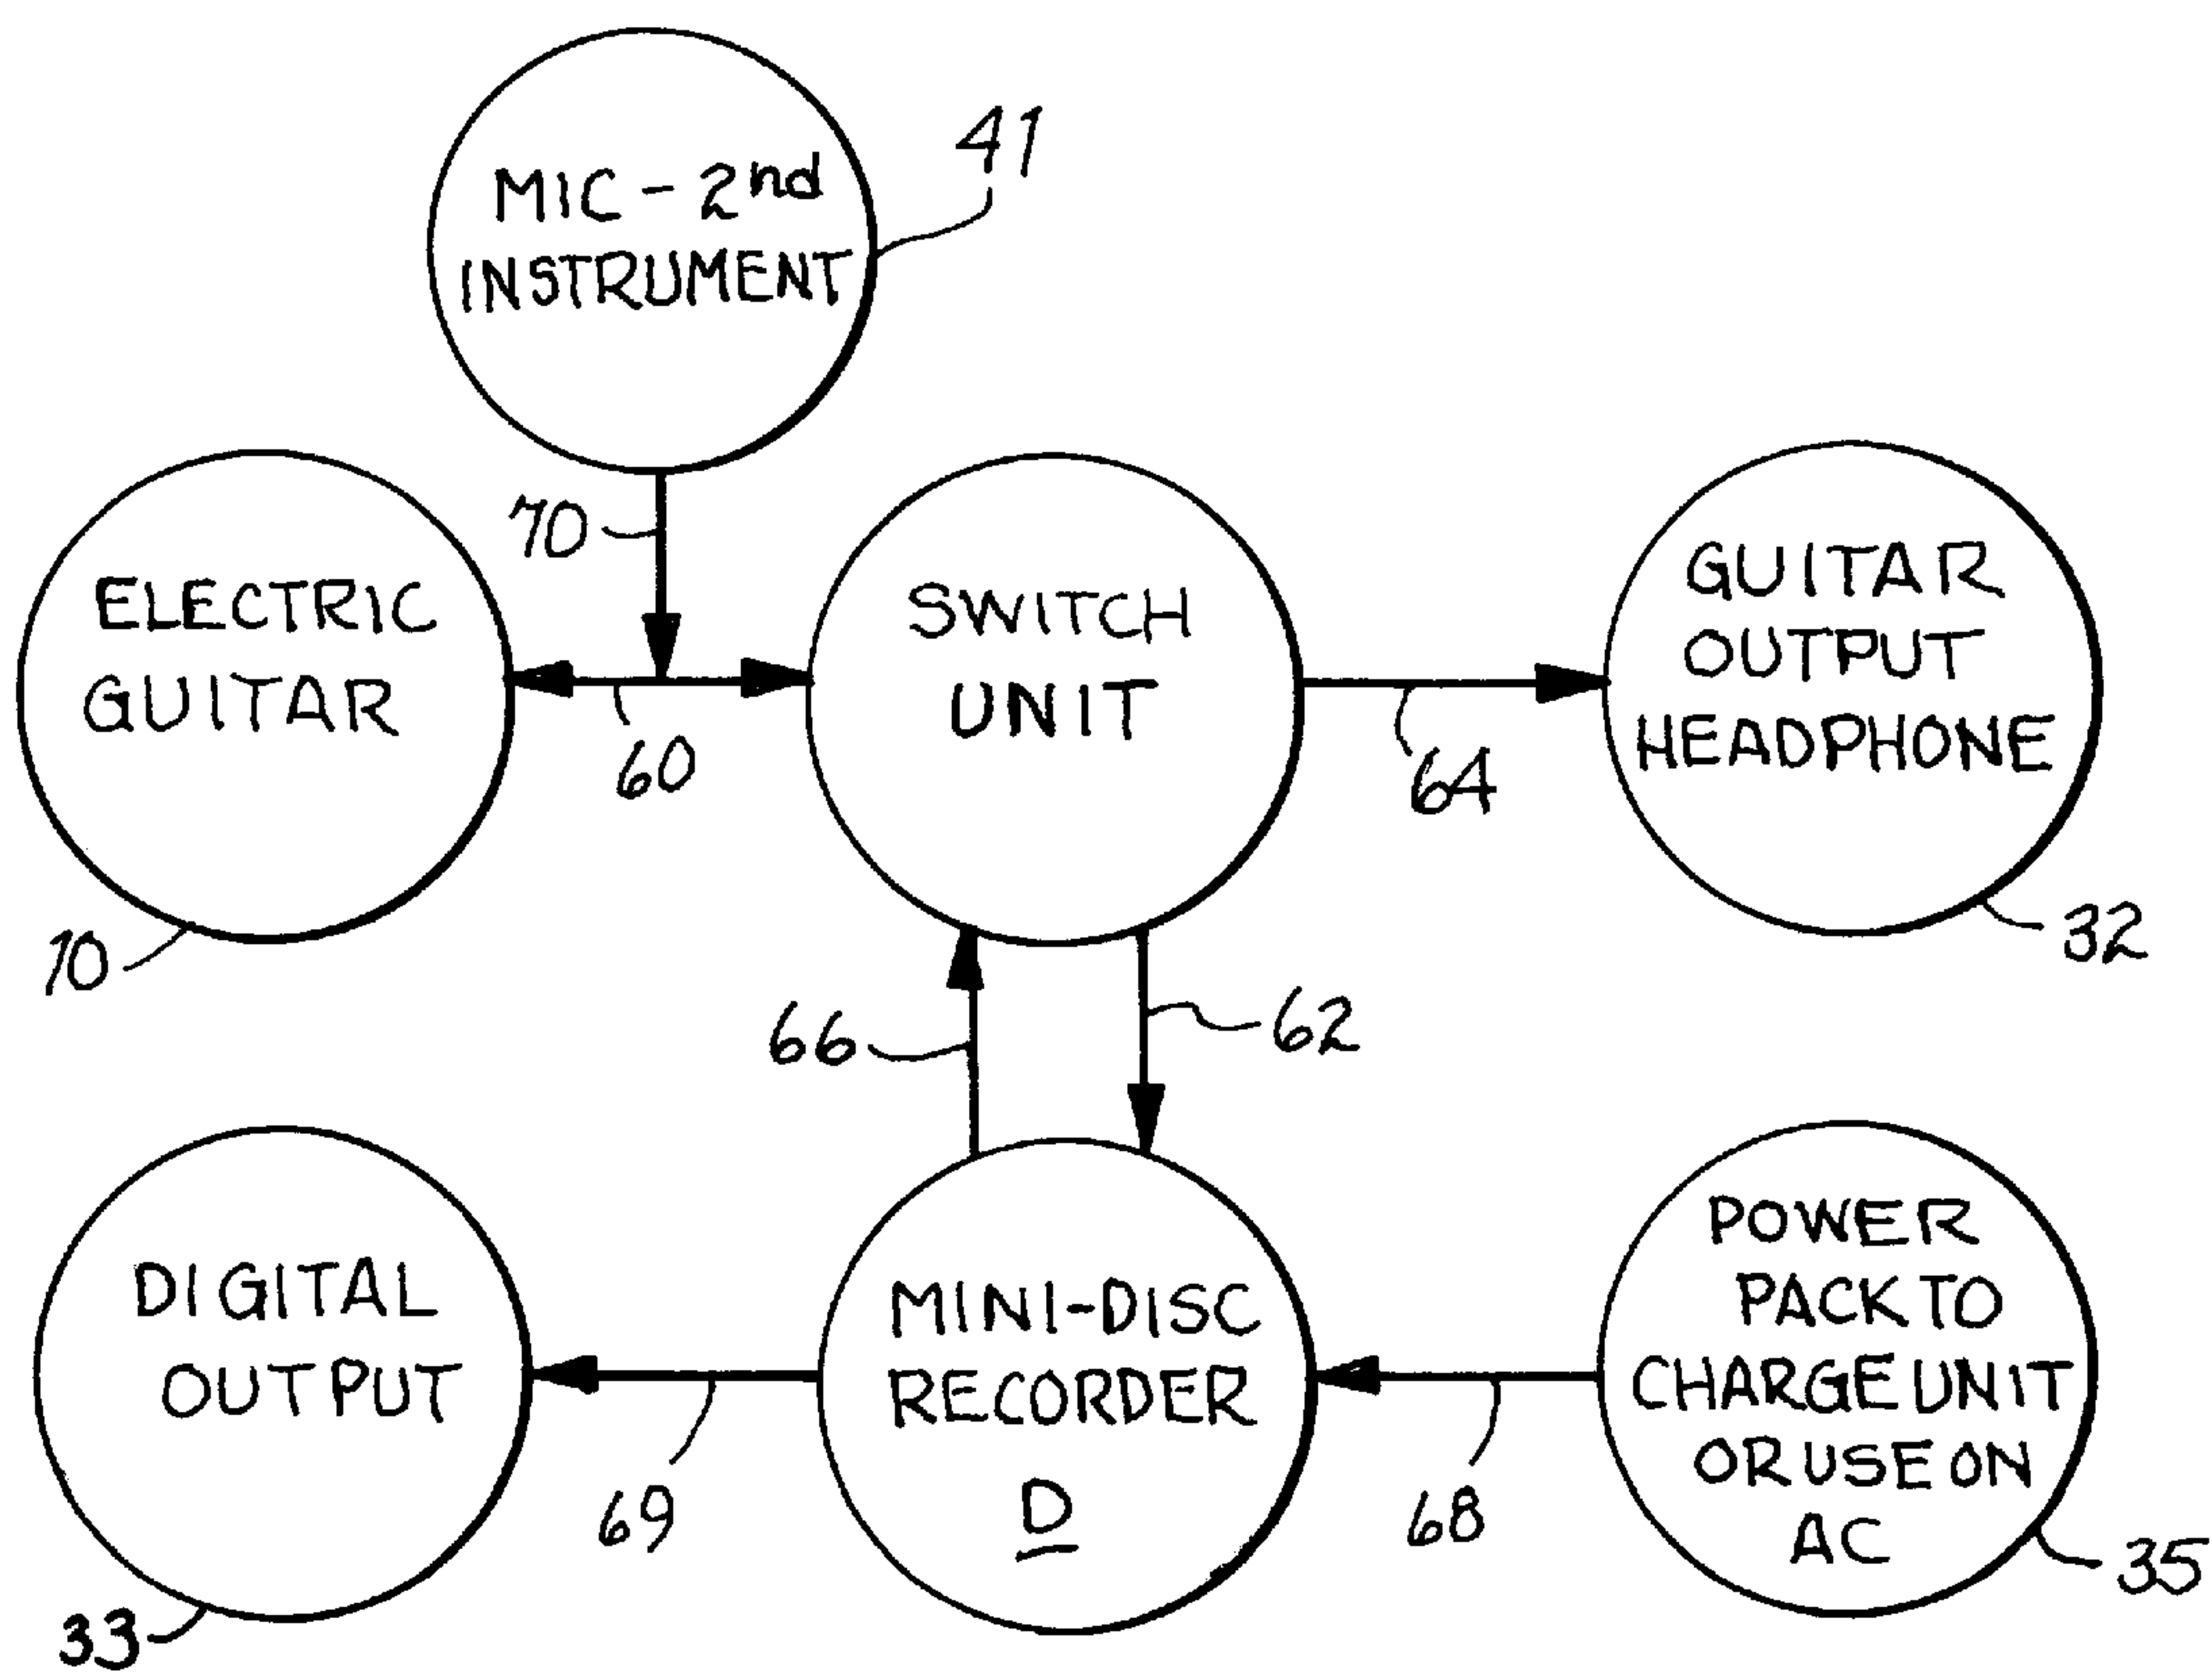 MIC - 2nd
INSTRUMENT
41
70
ELECTRIC
GUITAR
10
60
SWITCH
UNIT
64
GUITAR
OUTPUT
HEADPHONE
32
66
62
DIGITAL
OUTPUT
33
69
MINI-DISC
RECORDER
D
68
POWER
PACK TO
CHARGE UNIT
OR USE ON
AC
35